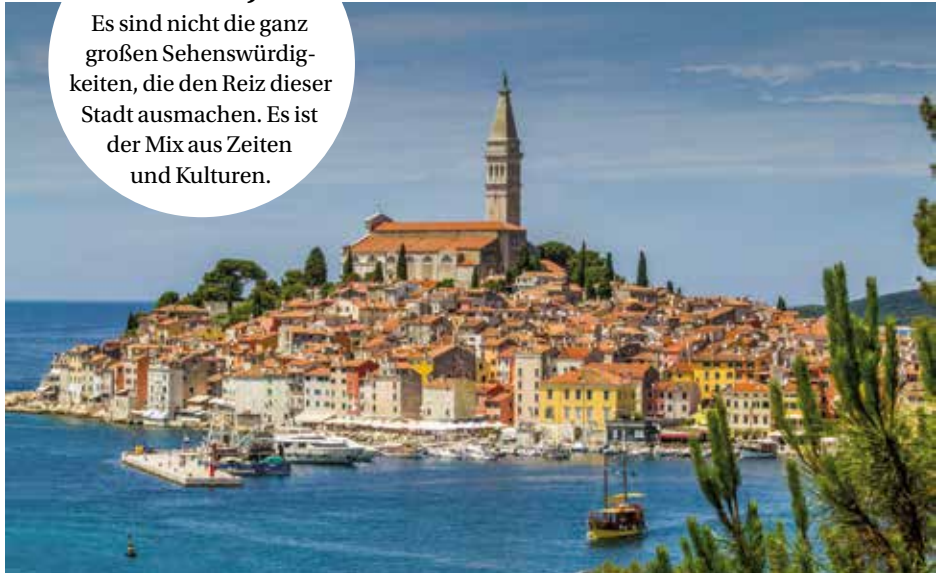 Es sind nicht die ganz
großen Sehenswürdig-
keiten, die den Reiz dieser
Stadt ausmachen. Es ist
der Mix aus Zeiten
und Kulturen.